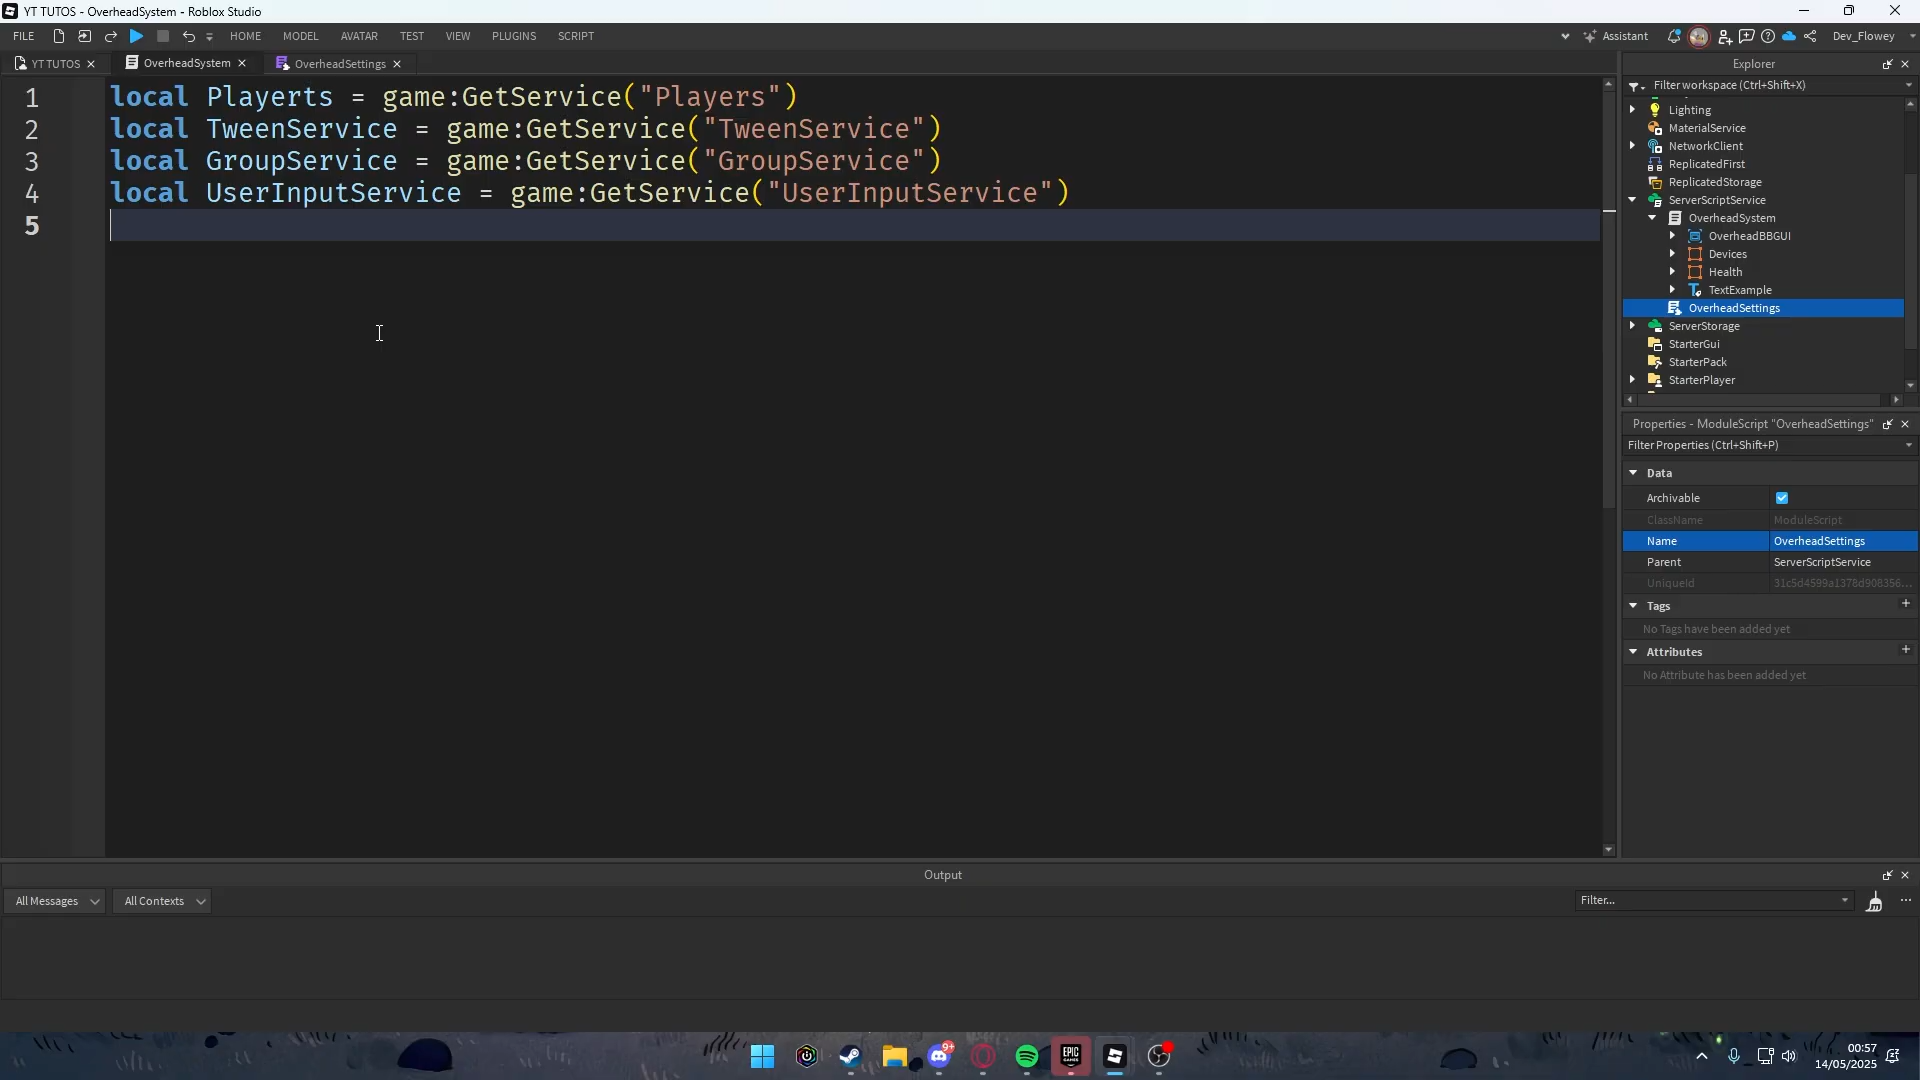 YT TUTOS - OverheadSystem - Roblox Studio
FILE HOME MODEL AVATAR TEST VIEW PLUGINS SCRIPT Assistant Dev_Flowey
YT TUTOS OverheadSystem OverheadSettings
1 local Playerts = game:GetService("Players")
2 local TweenService = game:GetService("TweenService")
3 local GroupService = game:GetService("GroupService")
4 local UserInputService = game:GetService("UserInputService")
5
Explorer
Filter workspace (Ctrl+Shift+X)
Lighting
MaterialService
NetworkClient
ReplicatedFirst
ReplicatedStorage
ServerScriptService
OverheadSystem
OverheadBBGUI
Devices
Health
TextExample
OverheadSettings
ServerStorage
StarterGui
StarterPack
StarterPlayer
Properties - ModuleScript "OverheadSettings"
Filter Properties (Ctrl+Shift+P)
Data
Archivable
ClassName ModuleScript
Name OverheadSettings
Parent ServerScriptService
UniqueId 31c5d4599a1378d908356...
Tags
No Tags have been added yet
Attributes
No Attribute has been added yet
Output
All Messages All Contexts Filter...
9+
EPIC GAMES
00:57
14/05/2025